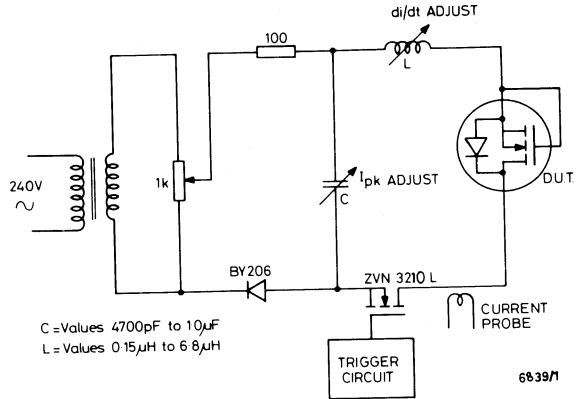 di/dt ADJUST
100
L
240V
1k
Ipk ADJUST
C
D.U.T.
BY206
ZVN 3210 L
CURRENT
PROBE
C = Values 4700pF to 10µF
L = Values 0·15µH to 6·8µH
TRIGGER
CIRCUIT
6839/1